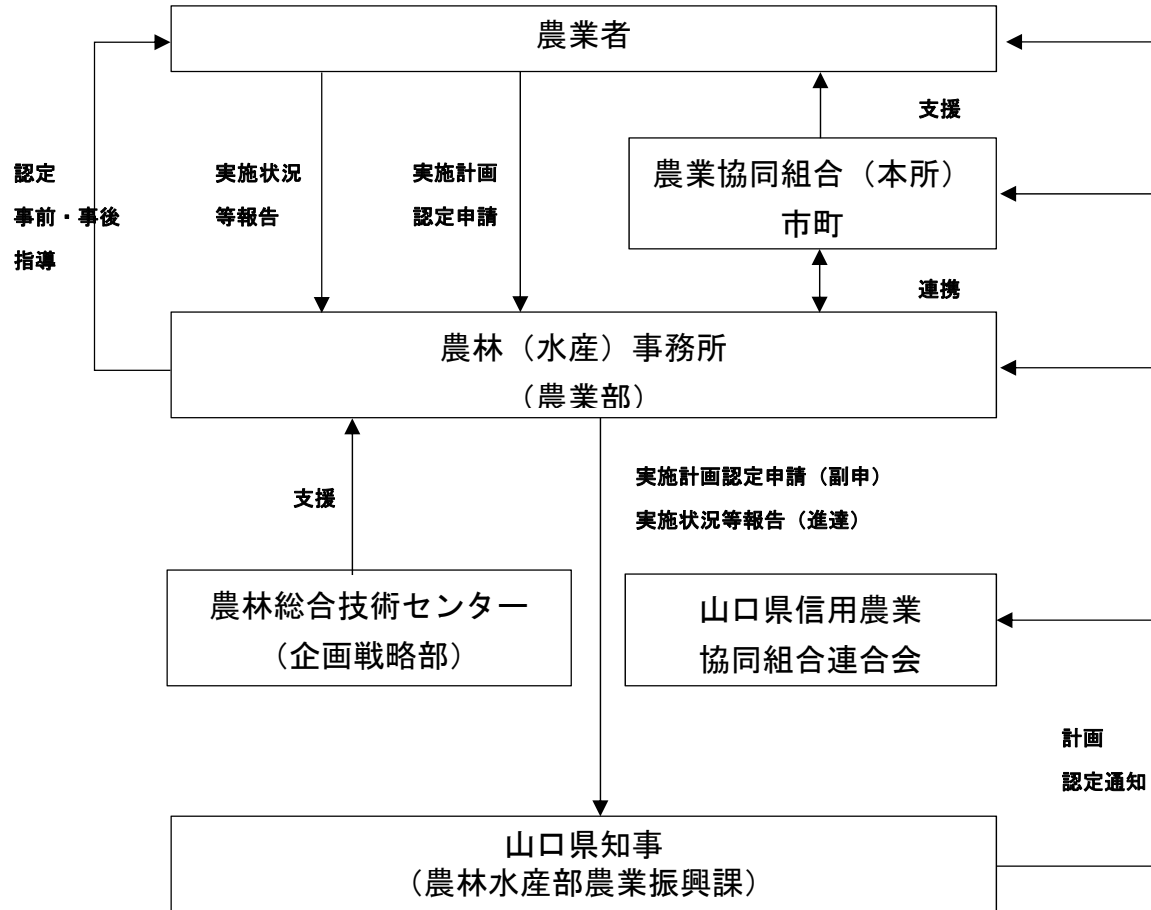 農業者
支援
認定
事前・事後
指導
実施状況
等報告
実施計画
認定申請
農業協同組合（本所）
市町
連携
農林（水産）事務所
（農業部）
支援
実施計画認定申請（副申）
実施状況等報告（進達）
農林総合技術センター
（企画戦略部）
山口県信用農業
協同組合連合会
計画
認定通知
山口県知事
（農林水産部農業振興課）